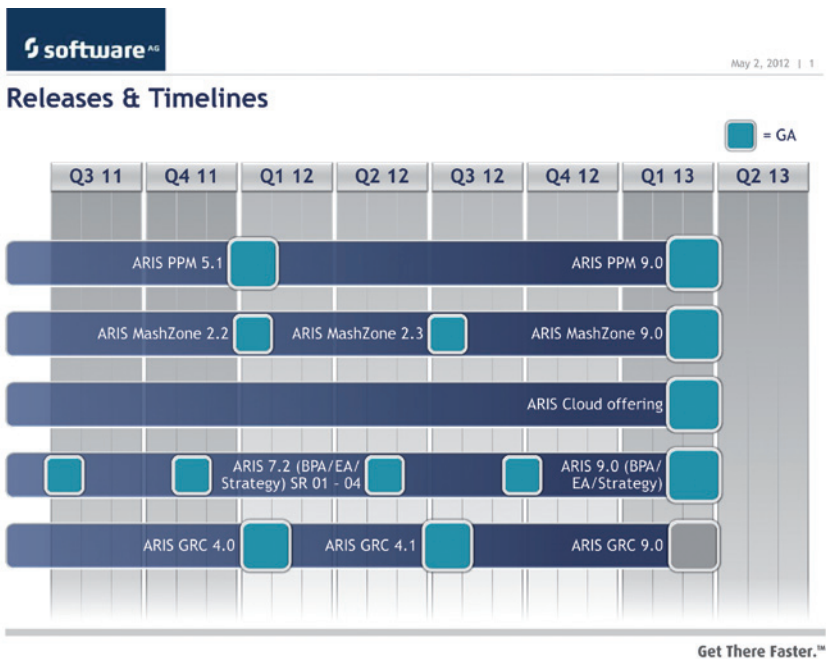 software AG
May 2, 2012 | 1
Releases & Timelines
= GA
Q3 11 Q4 11 Q1 12 Q2 12 Q3 12 Q4 12 Q1 13 Q2 13
ARIS PPM 5.1 ARIS PPM 9.0
ARIS MashZone 2.2 ARIS MashZone 2.3 ARIS MashZone 9.0
ARIS Cloud offering
ARIS 7.2 (BPA/EA/
Strategy) SR 01 - 04
ARIS 9.0 (BPA/
EA/Strategy)
ARIS GRC 4.0 ARIS GRC 4.1 ARIS GRC 9.0
Get There Faster.™